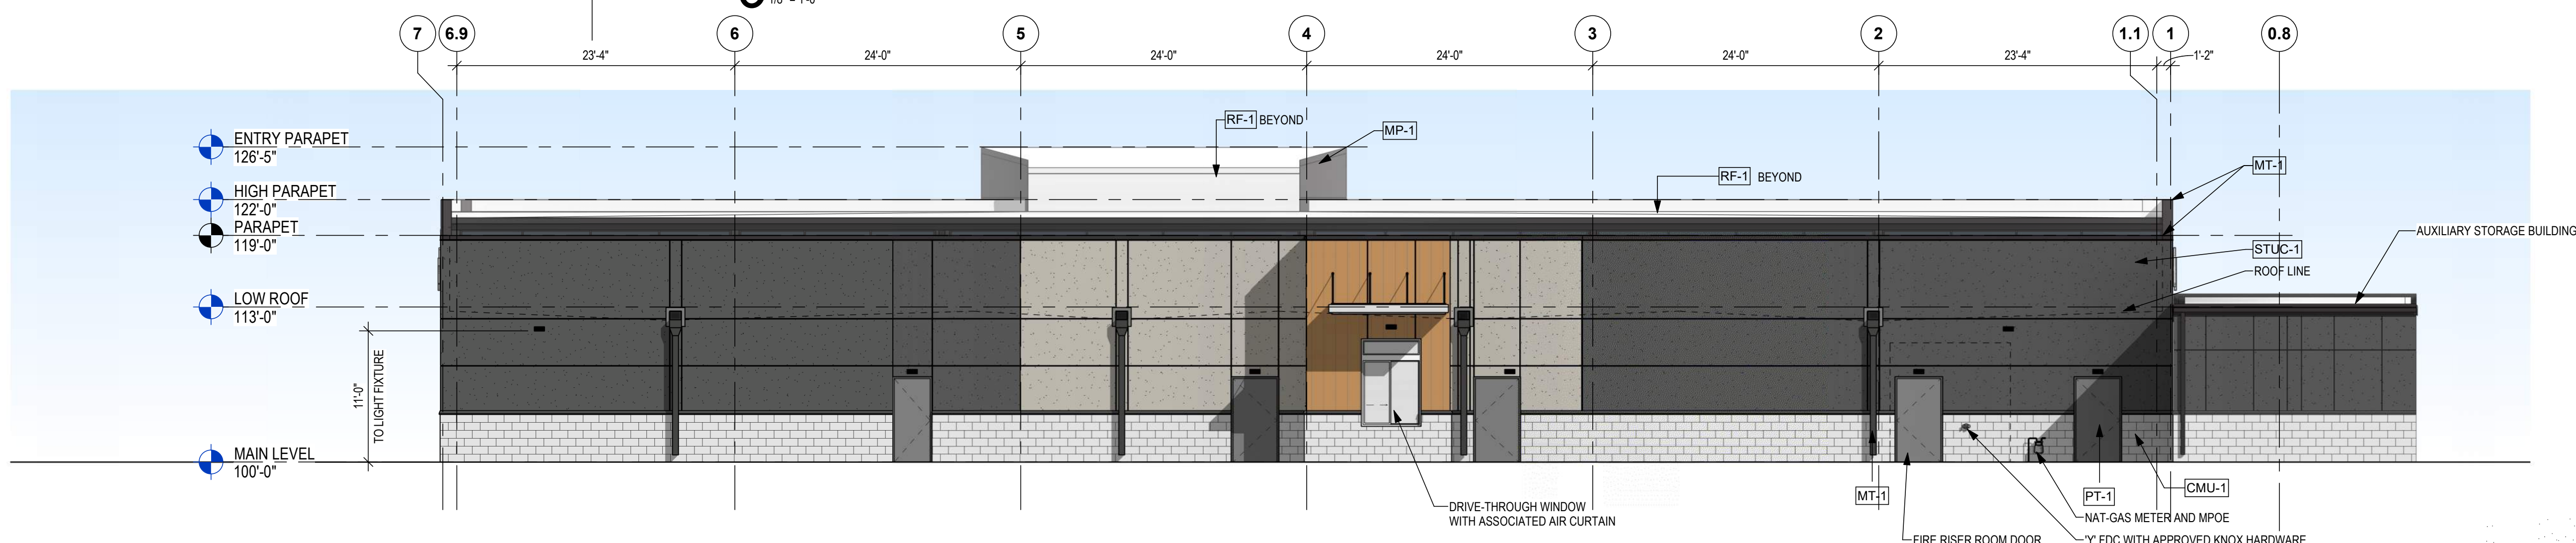 1/8" = 1'-0"
7
6.9
6
5
4
3
2
1.1
1
0.8
23'-4"
24'-0"
24'-0"
24'-0"
24'-0"
23'-4"
1'-2"
RF-1 BEYOND
MP-1
ENTRY PARAPET
126'-5"
MT-1
RF-1 BEYOND
HIGH PARAPET
122'-0"
PARAPET
119'-0"
AUXILIARY STORAGE BUILDING
STUC-1
ROOF LINE
LOW ROOF
113'-0"
11'-0"
TO LIGHT FIXTURE
MAIN LEVEL
100'-0"
DRIVE-THROUGH WINDOW
WITH ASSOCIATED AIR CURTAIN
MT-1
PT-1
CMU-1
NAT-GAS METER AND MPOE
FIRE RISER ROOM DOOR
'Y' FDC WITH APPROVED KNOX HARDWARE